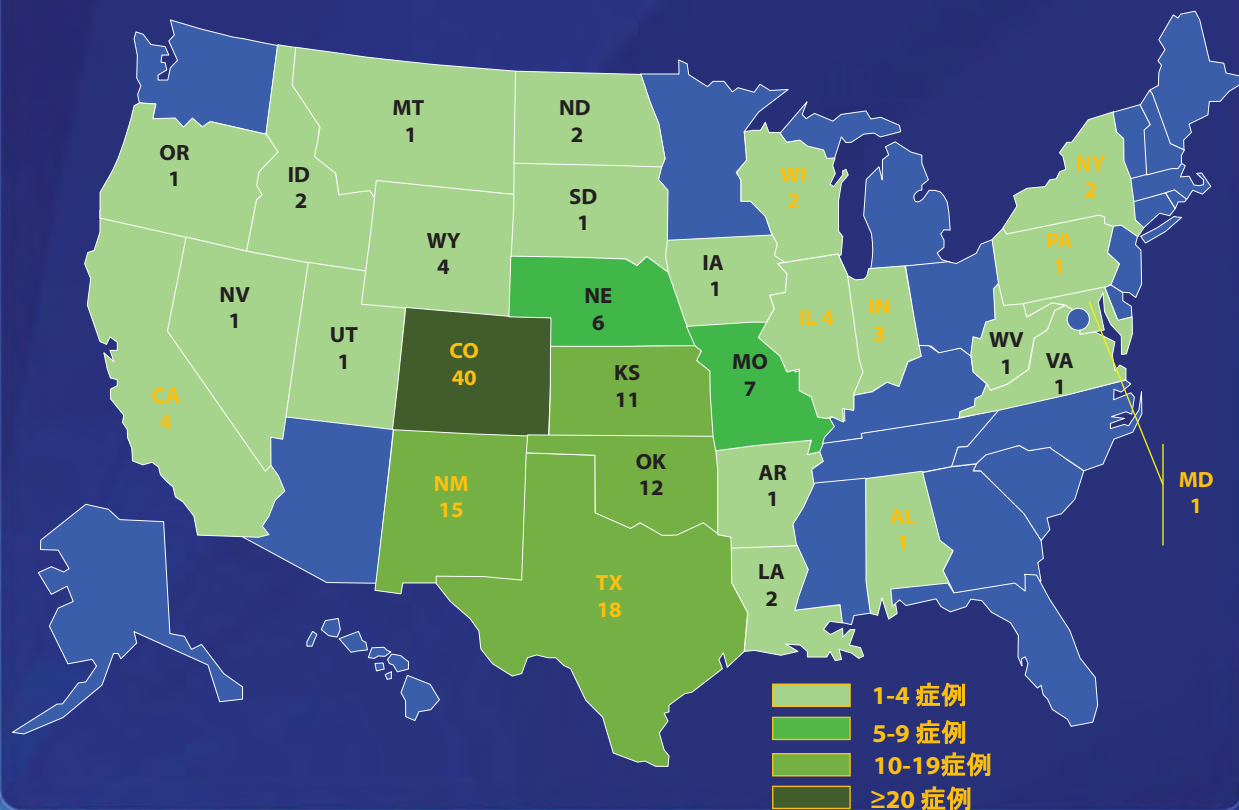 MT
1
ND
2
OR
1
ID
2
WI
2
NY
2
SD
1
WY
4
PA
1
IA
1
NV
1
NE
6
IL 4
IN
3
UT
1
CO
40
WV
1
VA
1
MO
7
KS
11
CA
4
OK
12
AR
1
NM
15
MD
1
AL
1
LA
2
TX
18
1-4 症例
5-9 症例
10-19症例
≥20 症例